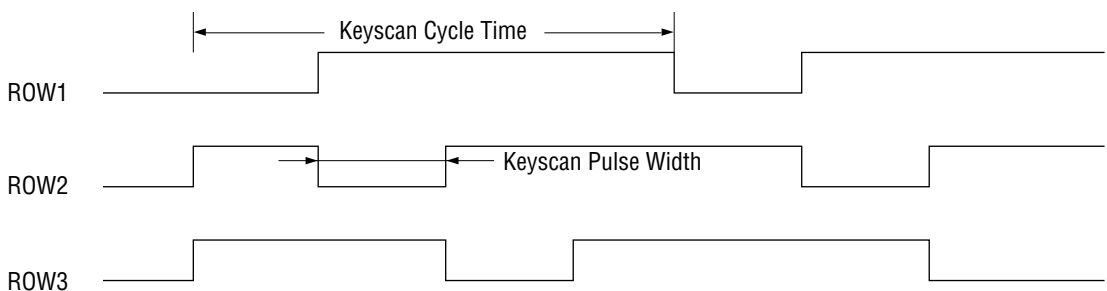 Keyscan Cycle Time
ROW1
Keyscan Pulse Width
ROW2
ROW3